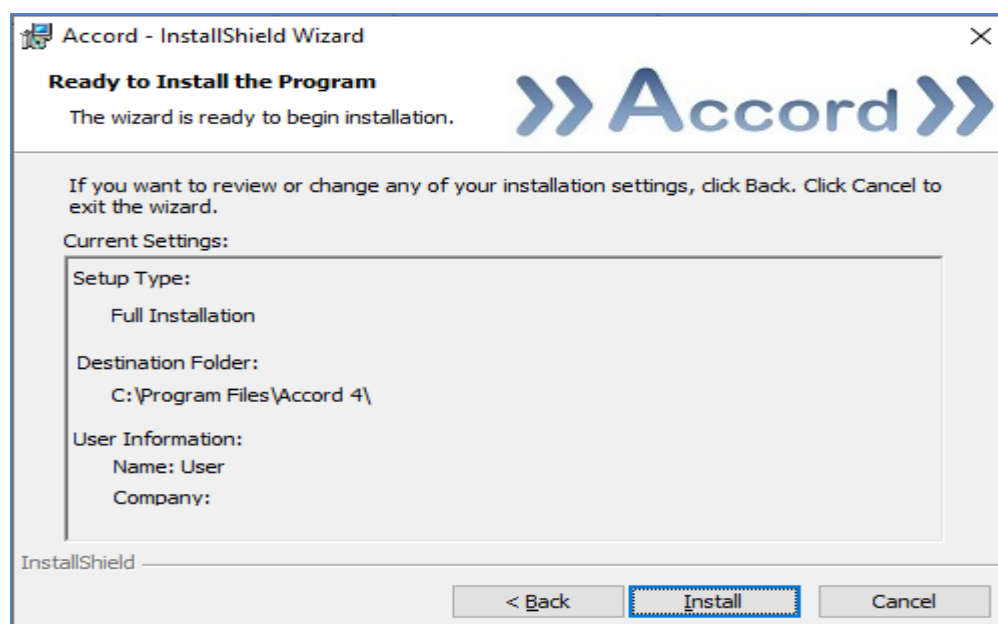 Accord - InstallShield Wizard
Ready to Install the Program
The wizard is ready to begin installation.
»Accord»
If you want to review or change any of your installation settings, click Back. Click Cancel to
exit the wizard.
Current Settings:
Setup Type:
Full Installation
Destination Folder:
C:\Program Files\Accord 4\
User Information:
Name: User
Company:
InstallShield
< Back
Install
Cancel